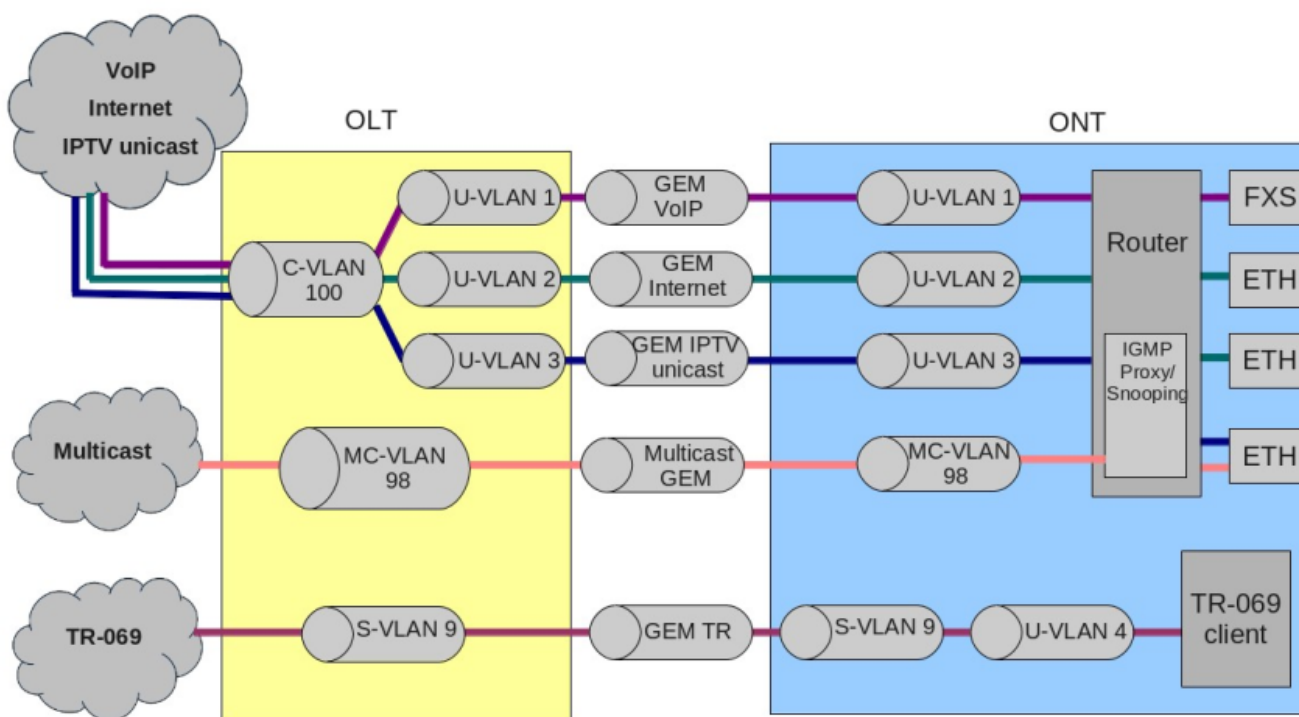 VoIP
Internet
IPTV unicast
OLT
ONT
C-VLAN
100
U-VLAN 1
U-VLAN 2
U-VLAN 3
GEM
VoIP
GEM
Internet
GEM IPTV
unicast
U-VLAN 1
U-VLAN 2
U-VLAN 3
Router
IGMP
Proxy/
Snooping
FXS
ETH
ETH
ETH
Multicast
MC-VLAN
98
Multicast
GEM
MC-VLAN
98
TR-069
S-VLAN 9
GEM TR
S-VLAN 9
U-VLAN 4
TR-069
client